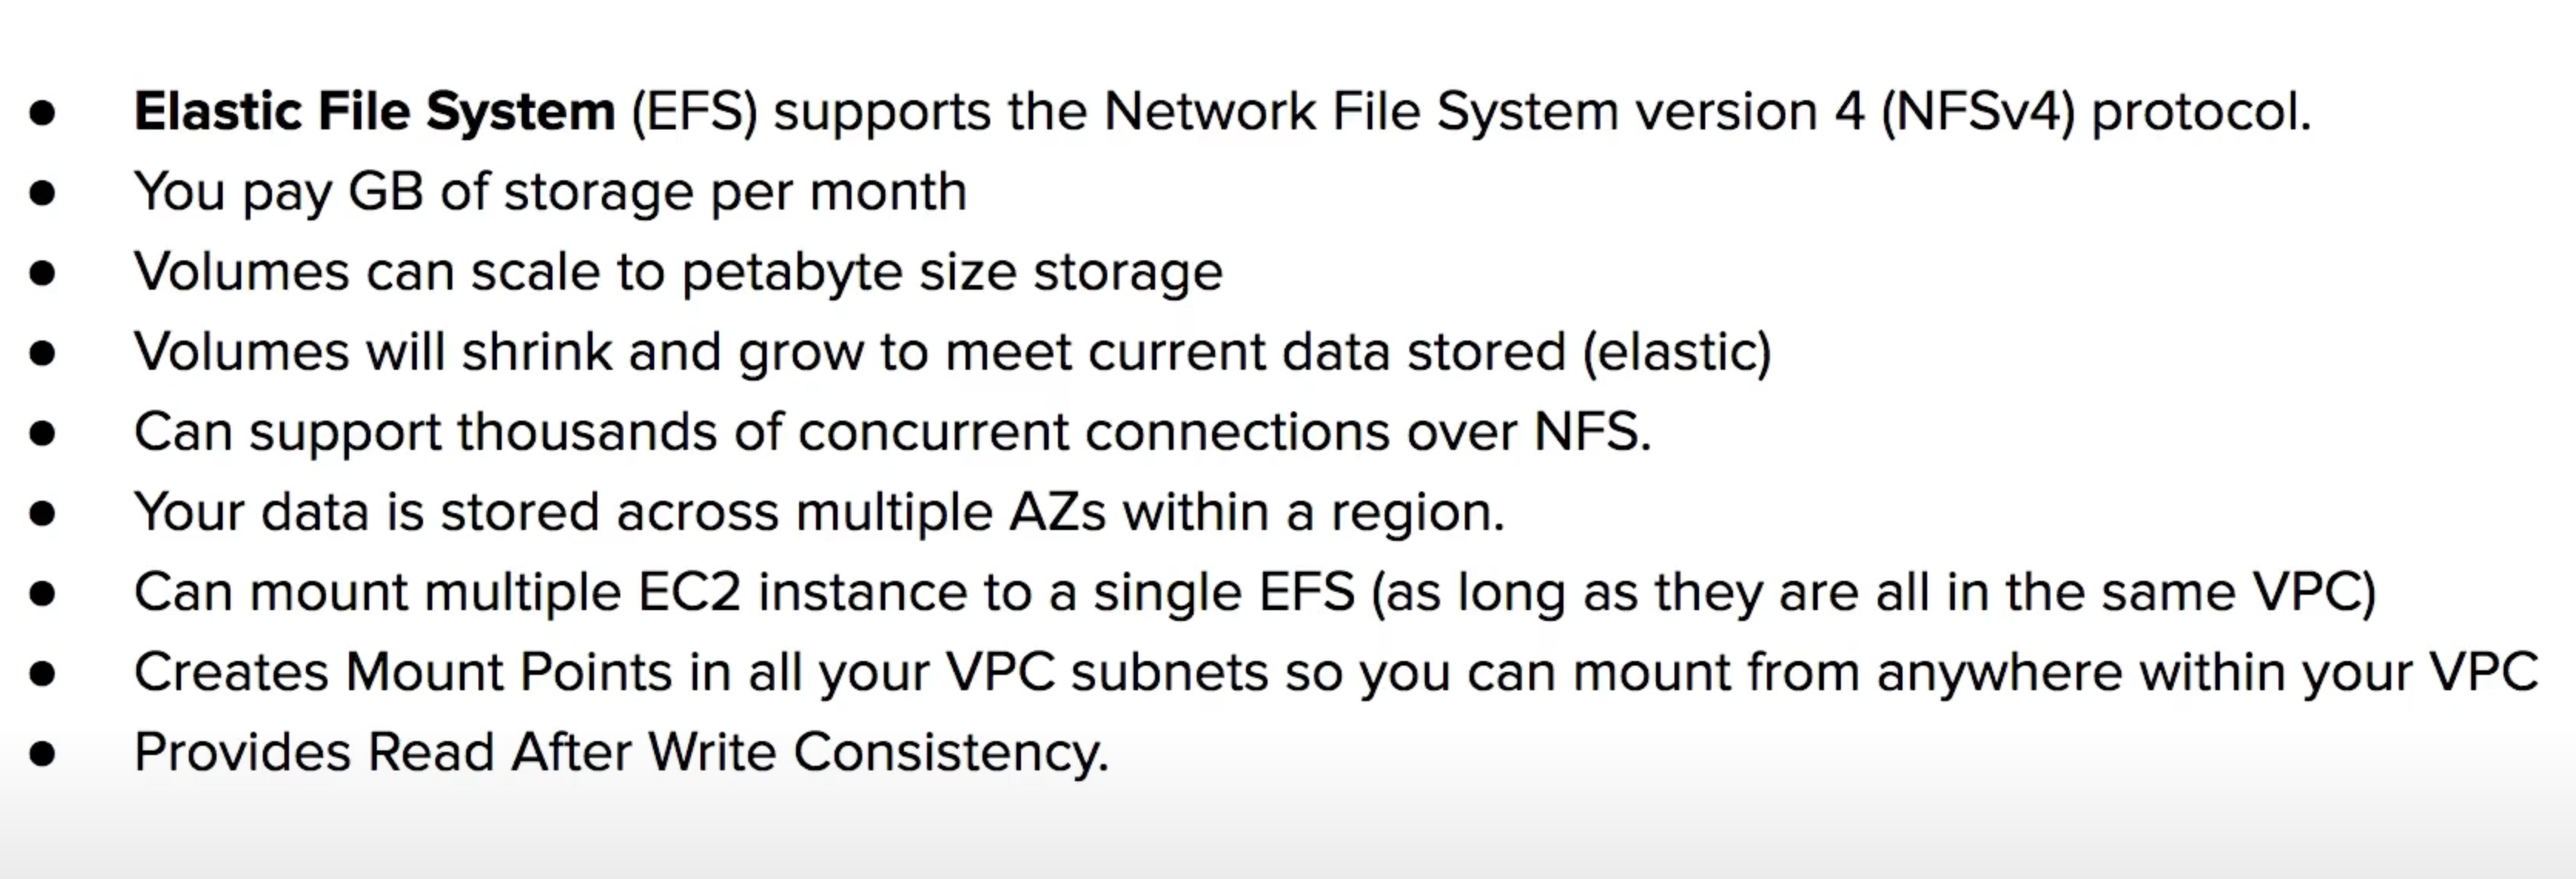 ● Elastic File System (EFS) supports the Network File System version 4 (NFSv4) protocol.
● You pay GB of storage per month
● Volumes can scale to petabyte size storage
● Volumes will shrink and grow to meet current data stored (elastic)
● Can support thousands of concurrent connections over NFS.
● Your data is stored across multiple AZs within a region.
● Can mount multiple EC2 instance to a single EFS (as long as they are all in the same VPC)
● Creates Mount Points in all your VPC subnets so you can mount from anywhere within your VPC
● Provides Read After Write Consistency.